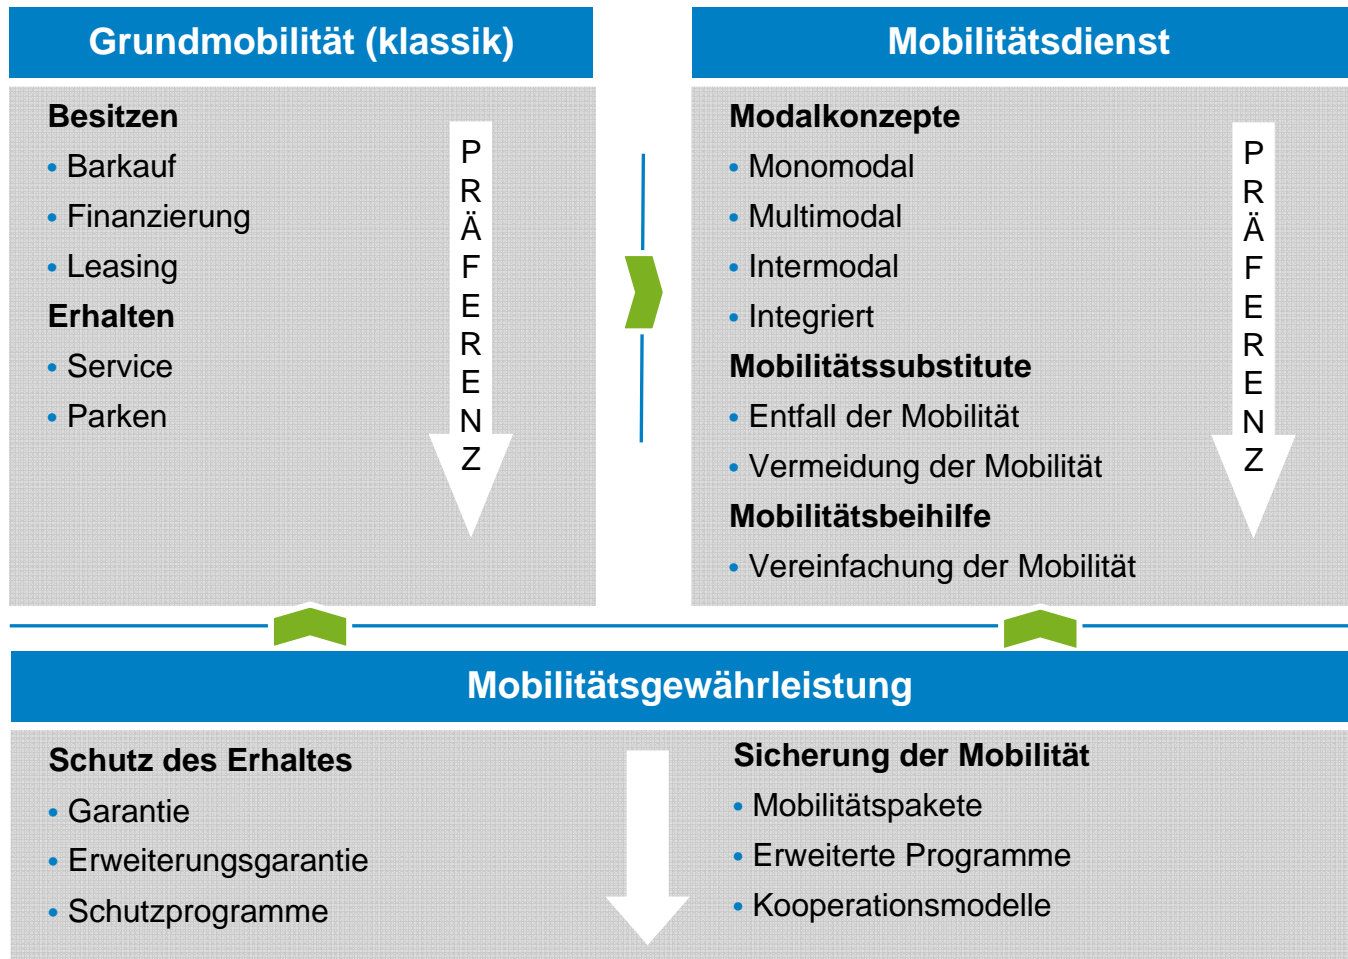 Grundmobilität (klassik)
Besitzen
• Barkauf
• Finanzierung
• Leasing
Erhalten
• Service
• Parken
PRÄFERENZ
Mobilitätsdienst
Modalkonzepte
• Monomodal
• Multimodal
• Intermodal
• Integriert
Mobilitätssubstitute
• Entfall der Mobilität
• Vermeidung der Mobilität
Mobilitätsbeihilfe
• Vereinfachung der Mobilität
PRÄFERENZ
Mobilitätsgewährleistung
Schutz des Erhaltes
• Garantie
• Erweiterungsgarantie
• Schutzprogramme
Sicherung der Mobilität
• Mobilitätspakete
• Erweiterte Programme
• Kooperationsmodelle